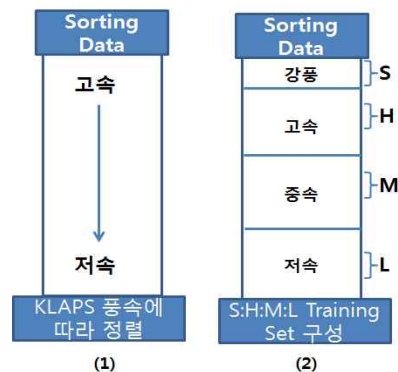 Sorting
Data
고속
저속
KLAPS 풍속에
따라 정렬
(1)
Sorting
Data
강풍
S
고속
H
중속
M
저속
L
S:H:M:L Training
Set 구성
(2)